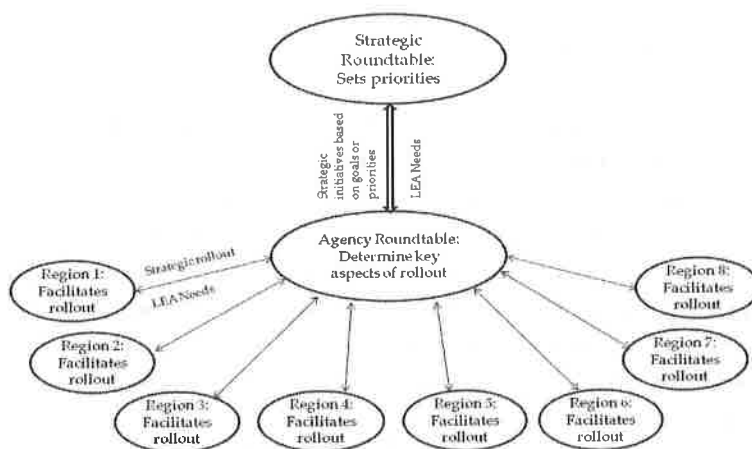 Strategic
Roundtable:
Sets priorities
Strategic
initiatives based
on goals or
priorities
LEA Needs
Agency Roundtable:
Determine key
aspects of rollout
Strategic rollout
LEA Needs
Region 1:
Facilitates
rollout
Region 2:
Facilitates
rollout
Region 3:
Facilitates
rollout
Region 4:
Facilitates
rollout
Region 5:
Facilitates
rollout
Region 6:
Facilitates
rollout
Region 7:
Facilitates
rollout
Region 8:
Facilitates
rollout